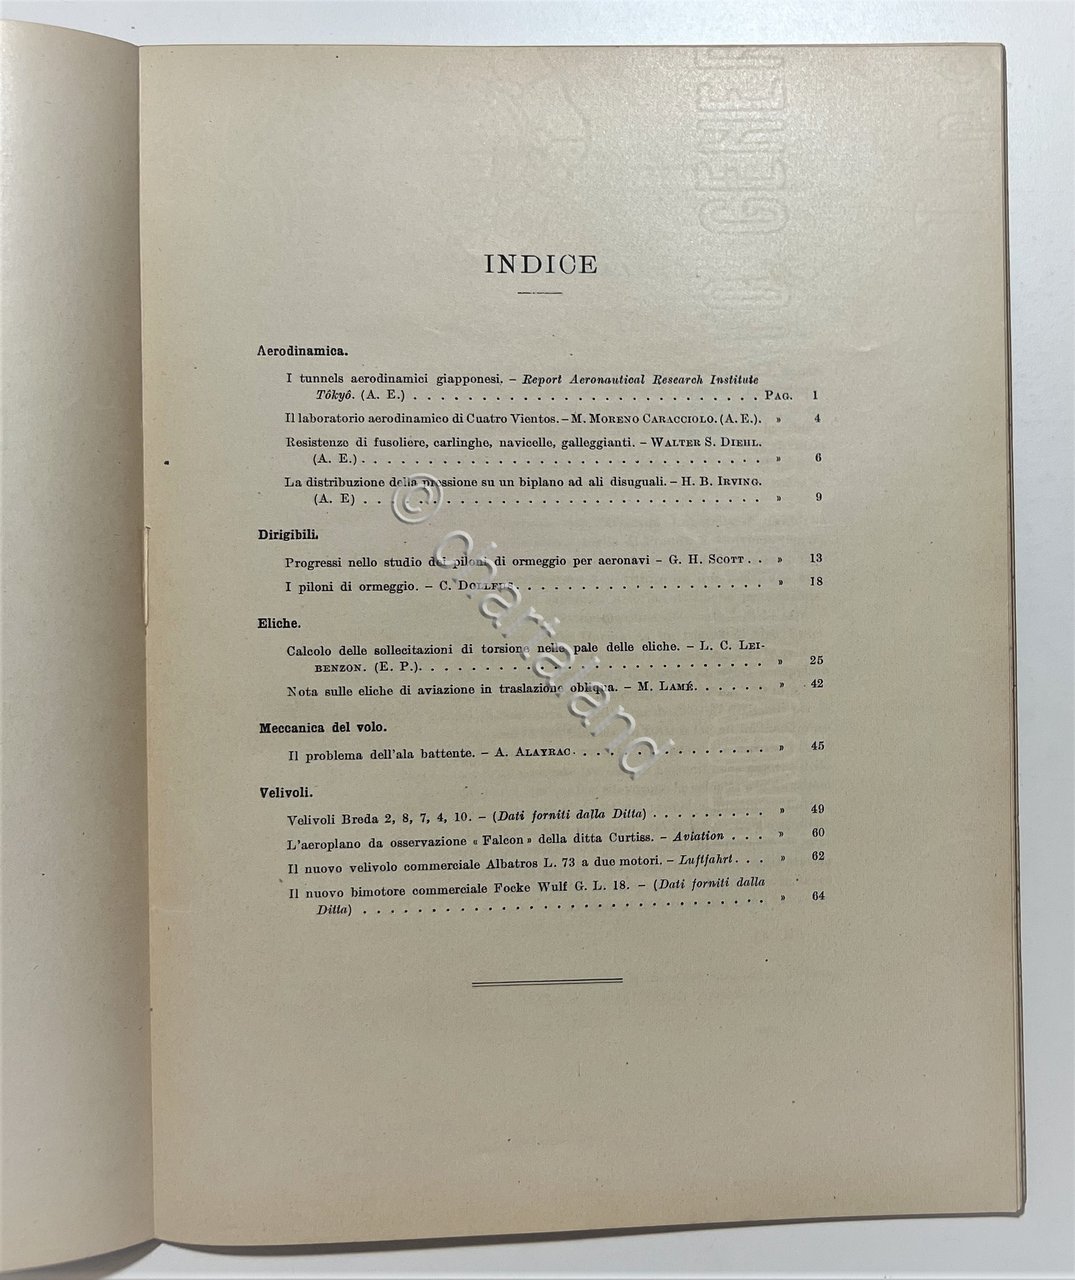 INDICE
Aerodinamica.
I tunnels aerodinamici giapponesi. – Report Aeronautical Research Institute
Tôkyô. (A. E.) . . . . . . . . . . . . . . . . . . . . . . . . . . PAG. 1
Il laboratorio aerodinamico di Cuatro Vientos. – M. MORENO CARACCIOLO. (A. E.). » 4
Resistenze di fusoliere, carlinghe, navicelle, galleggianti. – WALTER S. DIEHL.
(A. E.) . . . . . . . . . . . . . . . . . . . . . . . . . . . . . . » 6
La distribuzione della pressione su un biplano ad ali disuguali. – H. B. IRVING.
(A. E) . . . . . . . . . . . . . . . . . . . . . . . . . . . . . . » 9
Dirigibili.
Progressi nello studio dei piloni di ormeggio per aeronavi – G. H. SCOTT . . » 13
I piloni di ormeggio. – C. DOLLFUS. . . . . . . . . . . . . . . . . . . » 18
Eliche.
Calcolo delle sollecitazioni di torsione nelle pale delle eliche. – L. C. LEI-
BENZON. (E. P.). . . . . . . . . . . . . . . . . . . . . . . . . . » 25
Nota sulle eliche di aviazione in traslazione obliqua. – M. LAMÉ. . . . . . » 42
Meccanica del volo.
Il problema dell'ala battente. – A. ALAYRAC. . . . . . . . . . . . . . . » 45
Velivoli.
Velivoli Breda 2, 8, 7, 4, 10. – (Dati forniti dalla Ditta) . . . . . . . . . » 49
L'aeroplano da osservazione « Falcon » della ditta Curtiss. – Aviation . . . » 60
Il nuovo velivolo commerciale Albatros L. 73 a due motori. – Luftfahrt. . . » 62
Il nuovo bimotore commerciale Focke Wulf G. L. 18. – (Dati forniti dalla
Ditta) . . . . . . . . . . . . . . . . . . . . . . . . . . . . . . » 64
© chartaland